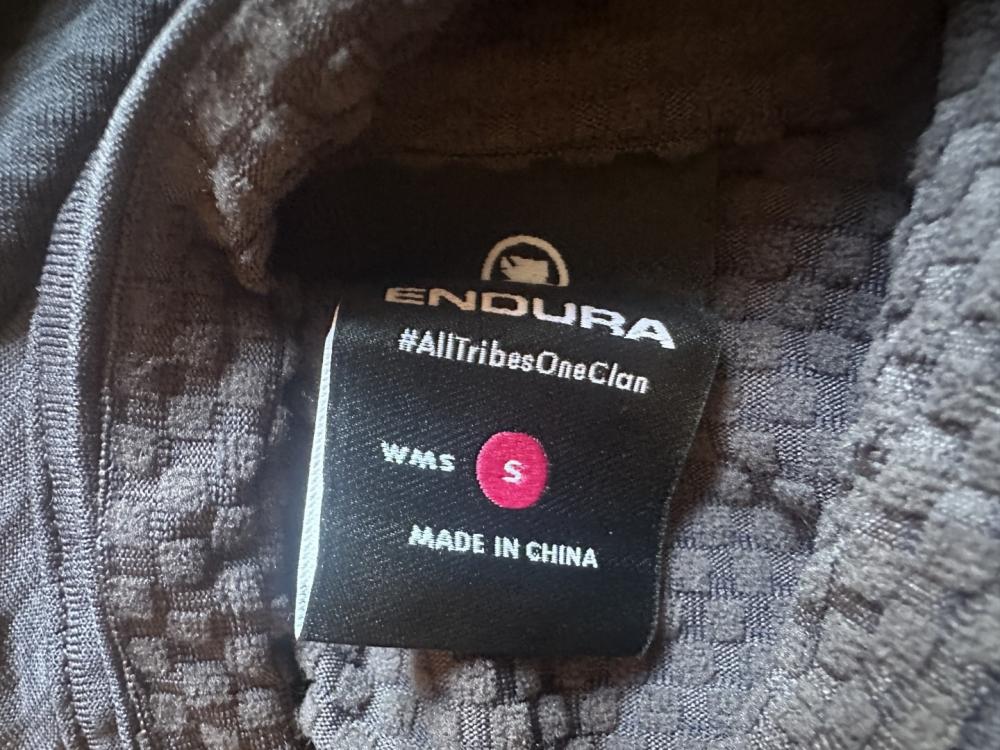 ENDURA
#AllTribesOneClan
WMS S
MADE IN CHINA